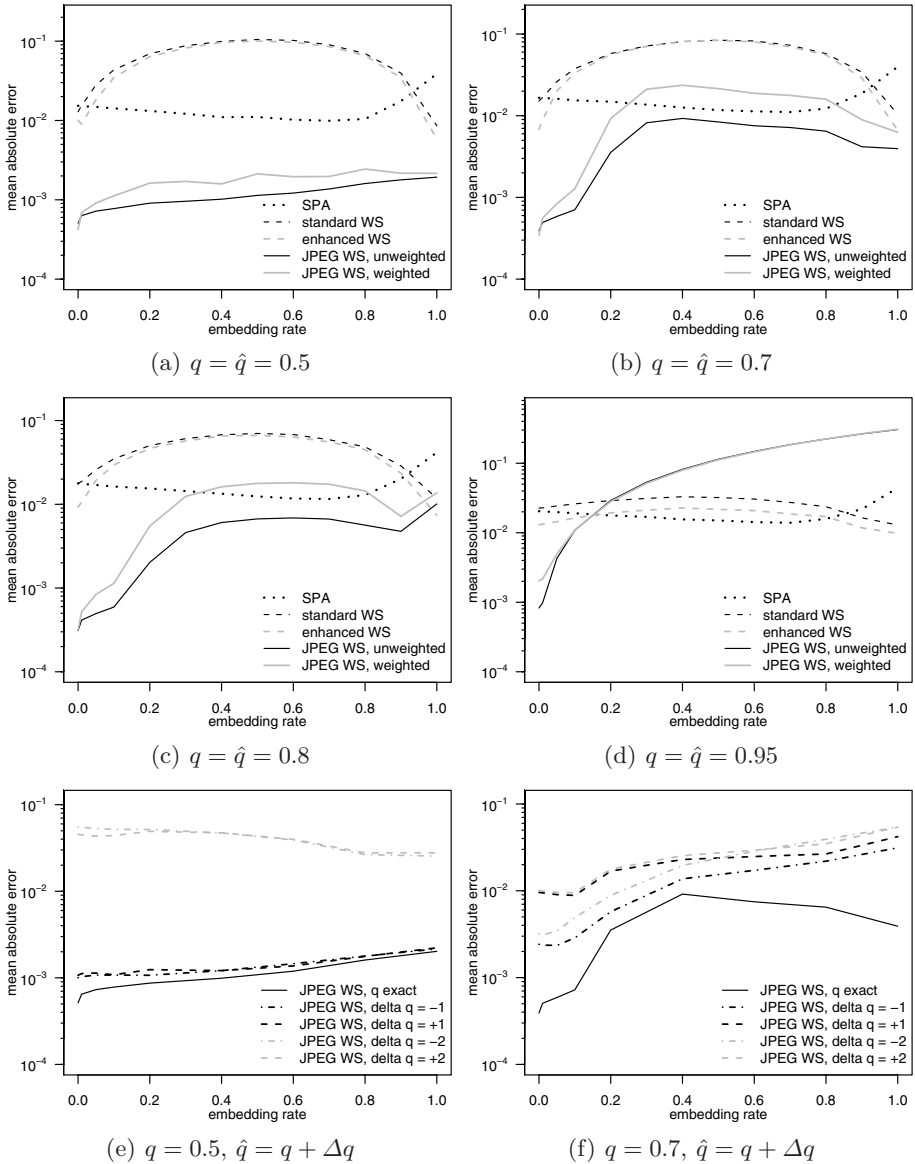 mean absolute error
10⁻¹
10⁻²
10⁻³
10⁻⁴
SPA
standard WS
enhanced WS
JPEG WS, unweighted
JPEG WS, weighted
0.0 0.2 0.4 0.6 0.8 1.0
embedding rate
(a) q = q̂ = 0.5
mean absolute error
10⁻¹
10⁻²
10⁻³
10⁻⁴
SPA
standard WS
enhanced WS
JPEG WS, unweighted
JPEG WS, weighted
0.0 0.2 0.4 0.6 0.8 1.0
embedding rate
(b) q = q̂ = 0.7
mean absolute error
10⁻¹
10⁻²
10⁻³
10⁻⁴
SPA
standard WS
enhanced WS
JPEG WS, unweighted
JPEG WS, weighted
0.0 0.2 0.4 0.6 0.8 1.0
embedding rate
(c) q = q̂ = 0.8
mean absolute error
10⁻¹
10⁻²
10⁻³
10⁻⁴
SPA
standard WS
enhanced WS
JPEG WS, unweighted
JPEG WS, weighted
0.0 0.2 0.4 0.6 0.8 1.0
embedding rate
(d) q = q̂ = 0.95
mean absolute error
10⁻¹
10⁻²
10⁻³
10⁻⁴
JPEG WS, q exact
JPEG WS, delta q = −1
JPEG WS, delta q = +1
JPEG WS, delta q = −2
JPEG WS, delta q = +2
0.0 0.2 0.4 0.6 0.8 1.0
embedding rate
(e) q = 0.5, q̂ = q + Δq
mean absolute error
10⁻¹
10⁻²
10⁻³
10⁻⁴
JPEG WS, q exact
JPEG WS, delta q = −1
JPEG WS, delta q = +1
JPEG WS, delta q = −2
JPEG WS, delta q = +2
0.0 0.2 0.4 0.6 0.8 1.0
embedding rate
(f) q = 0.7, q̂ = q + Δq